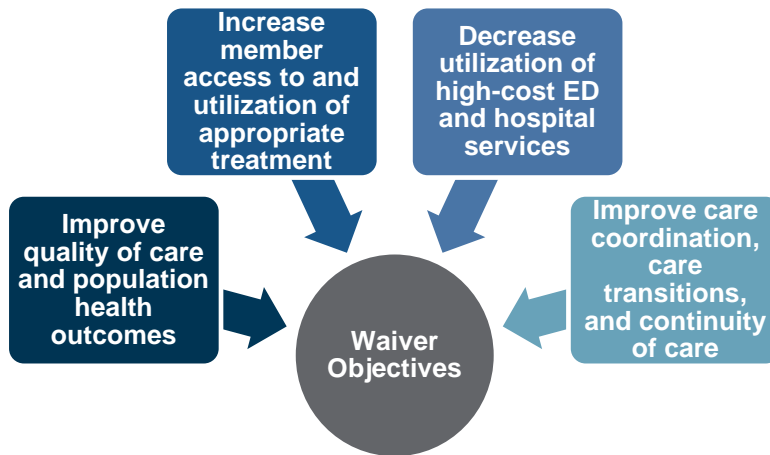 Increase
member
access to and
utilization of
appropriate
treatment
Decrease
utilization of
high-cost ED
and hospital
services
Improve
quality of care
and population
health
outcomes
Improve care
coordination,
care
transitions,
and continuity
of care
Waiver
Objectives